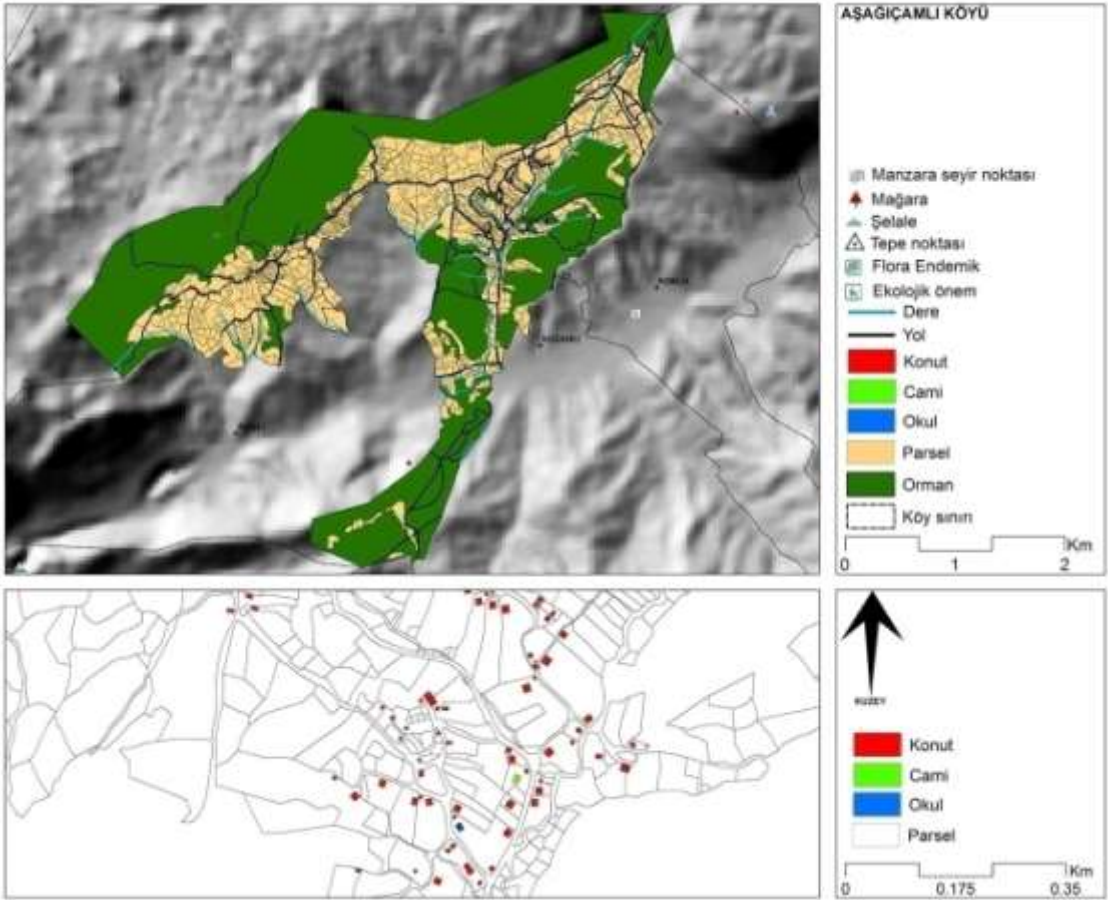 AŞAĞIÇAMLI KÖYÜ
Manzara seyir noktası
Mağara
Şelale
Tepe noktası
Flora Endemik
Ekolojik önem
Dere
Yol
Konut
Cami
Okul
Parsel
Orman
Köy sınırı
Km
0 1 2
KUZEY
Konut
Cami
Okul
Parsel
Km
0 0.175 0.35